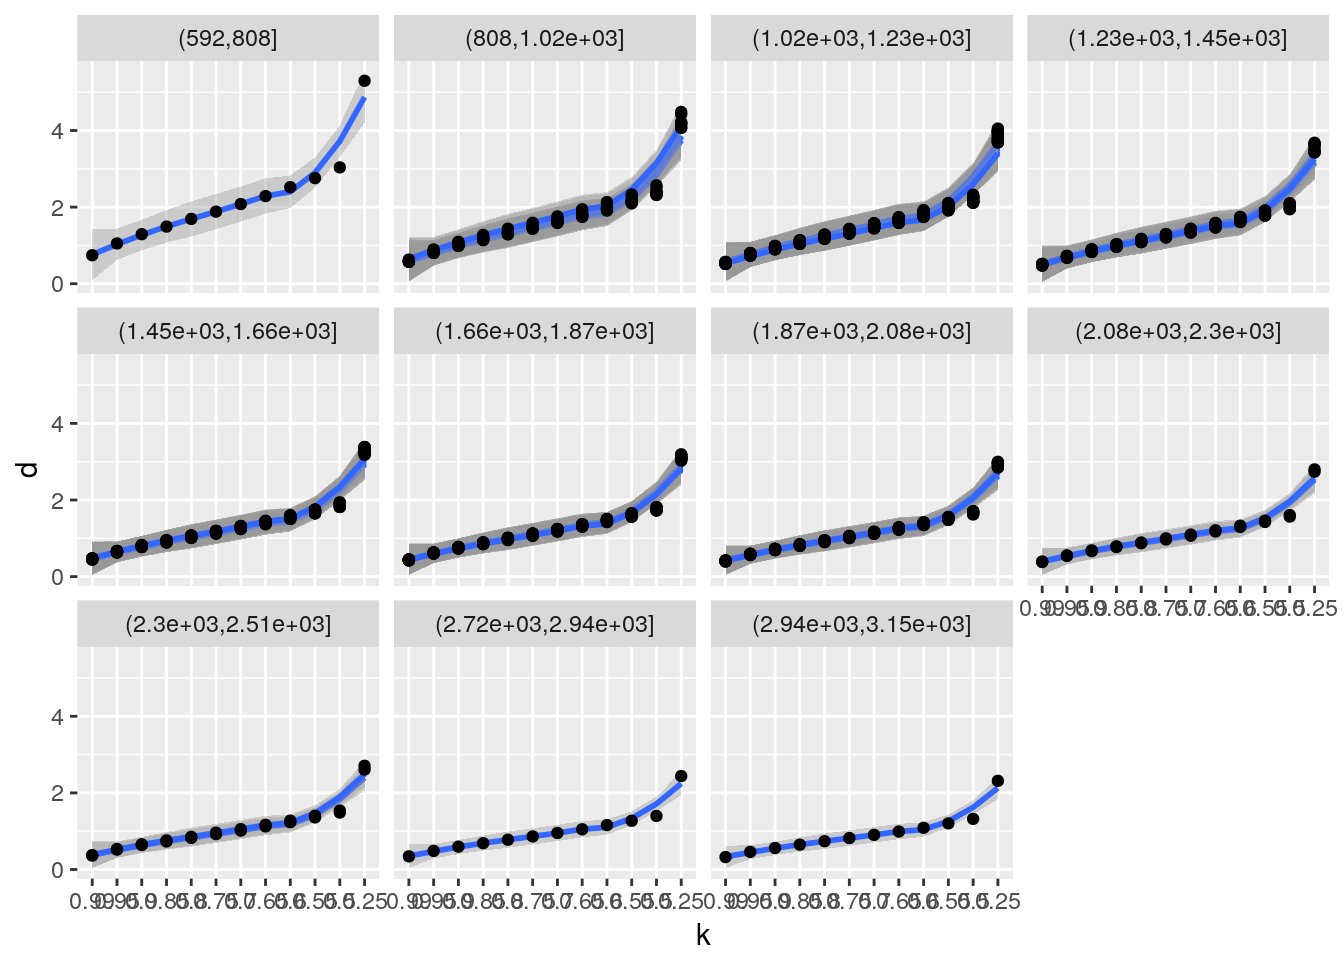 (592,808]
(808,1.02e+03]
(1.02e+03,1.23e+03]
(1.23e+03,1.45e+03]
4
2
0
(1.45e+03,1.66e+03]
(1.66e+03,1.87e+03]
(1.87e+03,2.08e+03]
(2.08e+03,2.3e+03]
4
2
0
d
(2.3e+03,2.51e+03]
(2.72e+03,2.94e+03]
(2.94e+03,3.15e+03]
4
2
0
k